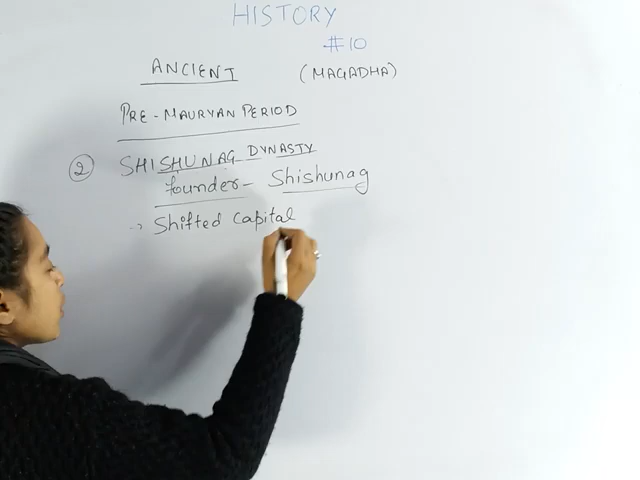 HISTORY
#10
ANCIENT (MAGADHA)
PRE-MAURYAN PERIOD
2 SHISHUNAG DYNASTY
founder- Shishunag
-> Shifted Capital